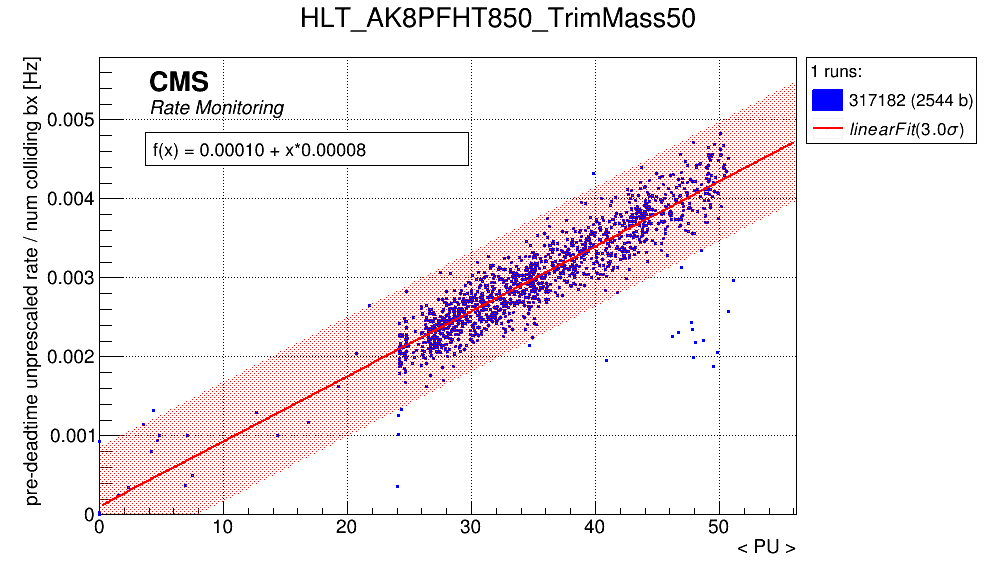 HLT_AK8PFHT850_TrimMass50
pre-deadtime unprescaled rate / num colliding bx [Hz]
CMS
Rate Monitoring
f(x) = 0.00010 + x*0.00008
1 runs:
317182 (2544 b)
linearFit(3.0σ)
0.005
0.004
0.003
0.002
0.001
0
0 10 20 30 40 50
< PU >